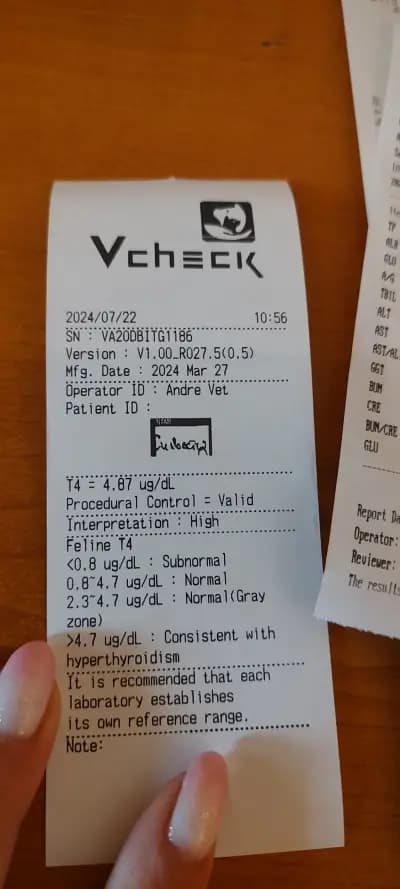 Vcheck
2024/07/22 10:56
SN : VA200BITG1186
Version : V1.00_R027.5(0.5)
Mfg. Date : 2024 Mar 27
Operator ID : Andre Vet
Patient ID :
T4 = 4.87 ug/dL
Procedural Control = Valid
Interpretation : High
Feline T4
<0.8 ug/dL : Subnormal
0.8~4.7 ug/dL : Normal
2.3~4.7 ug/dL : Normal(Gray
zone)
>4.7 ug/dL : Consistent with
hyperthyroidism
It is recommended that each
laboratory establishes
its own reference range.
Note:
TP
ALB
GLO
A/G
TBIL
ALT
AST
AST/AL
GGT
BUN
CRE
BUN/CRE
GLU
Report Da
Operator:
Reviewer:
The results